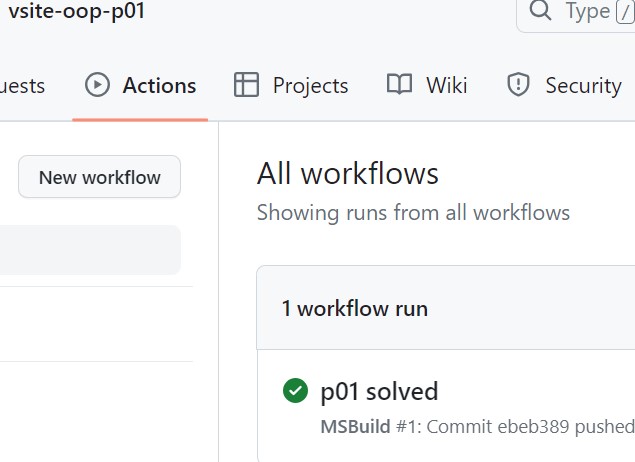 vsite-oop-p01
Type /
uests Actions Projects Wiki Security
New workflow
All workflows
Showing runs from all workflows
1 workflow run
p01 solved
MSBuild #1: Commit ebeb389 pushed